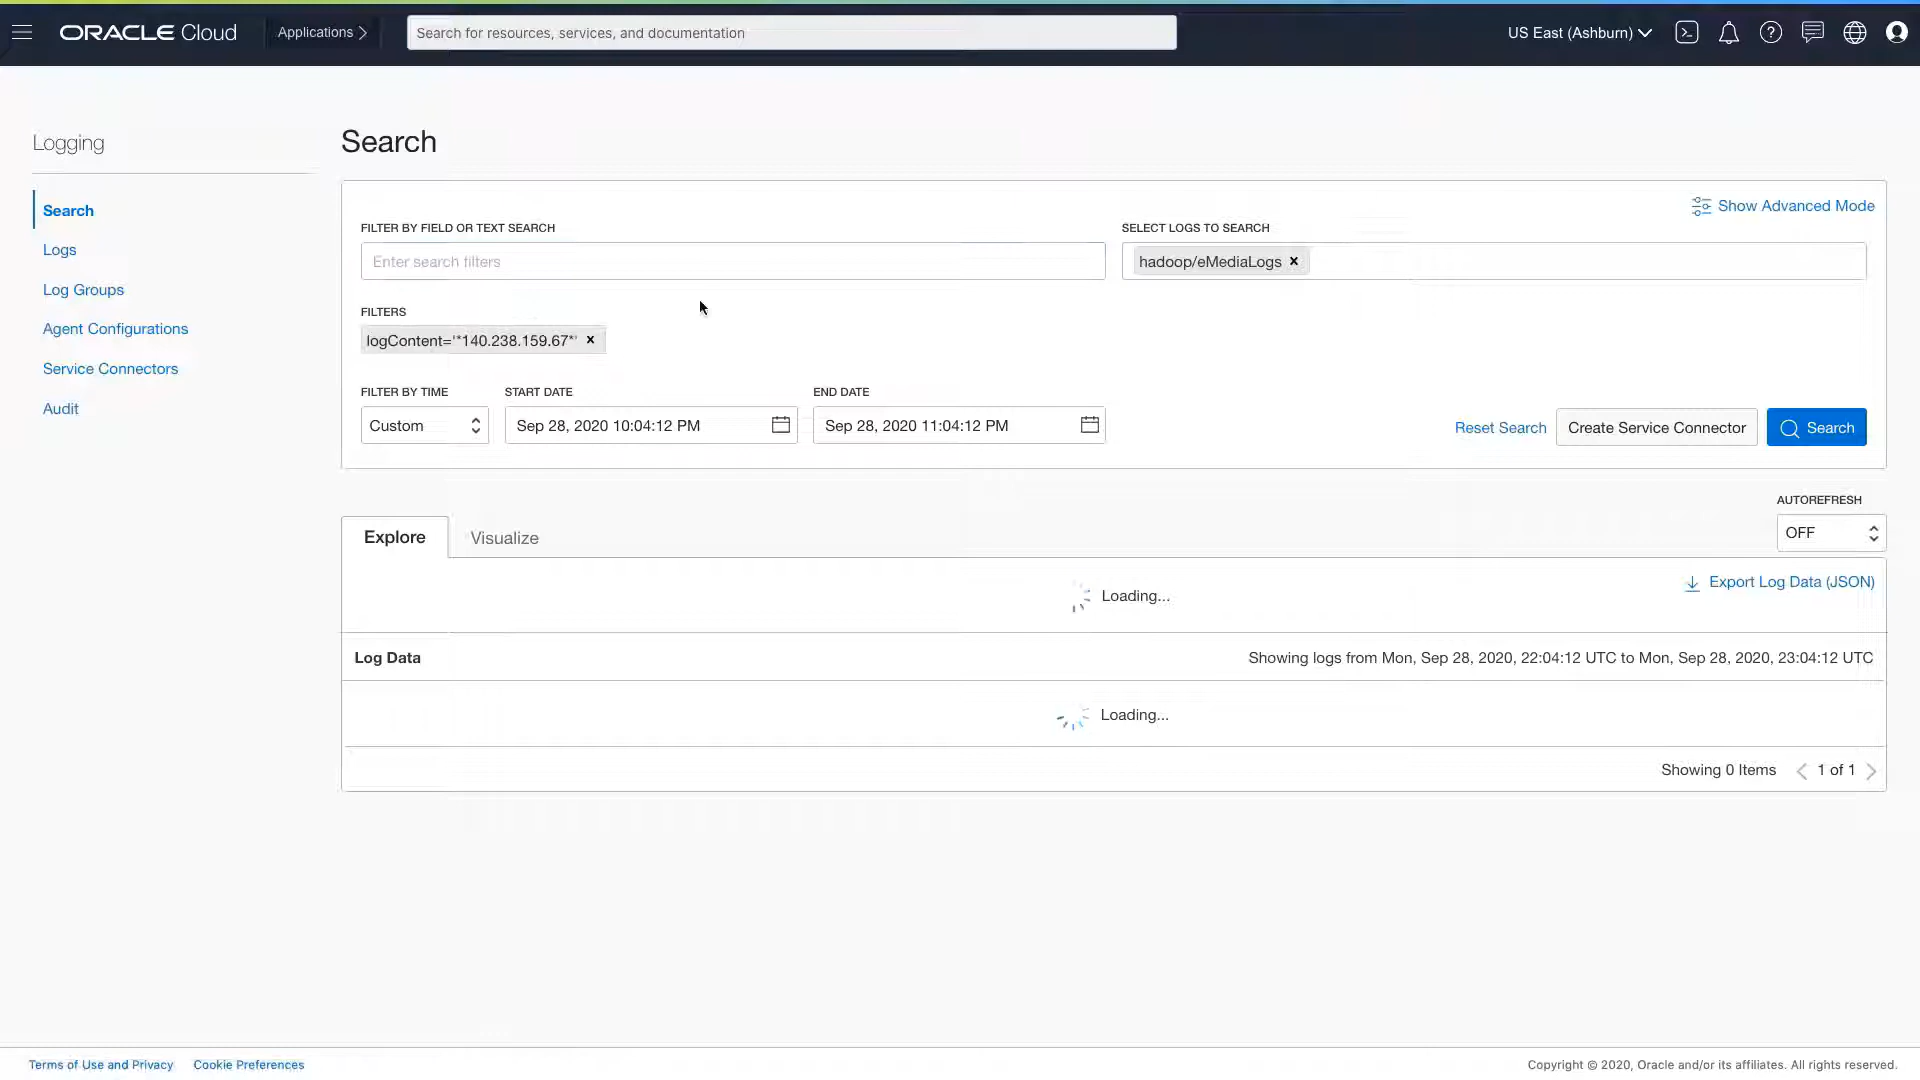 ORACLE Cloud
Applications
Search for resources, services, and documentation
US East (Ashburn)
Logging
Search
Logs
Log Groups
Agent Configurations
Service Connectors
Audit
Search
Show Advanced Mode
FILTER BY FIELD OR TEXT SEARCH
SELECT LOGS TO SEARCH
Enter search filters
hadoop/eMediaLogs ×
FILTERS
logContent='*140.238.159.67*' ×
FILTER BY TIME
START DATE
END DATE
Custom
Sep 28, 2020 10:04:12 PM
Sep 28, 2020 11:04:12 PM
Reset Search
Create Service Connector
Search
AUTOREFRESH
OFF
Explore
Visualize
Loading...
Export Log Data (JSON)
Log Data
Showing logs from Mon, Sep 28, 2020, 22:04:12 UTC to Mon, Sep 28, 2020, 23:04:12 UTC
Loading...
Showing 0 Items
1 of 1
Terms of Use and Privacy
Cookie Preferences
Copyright © 2020, Oracle and/or its affiliates. All rights reserved.